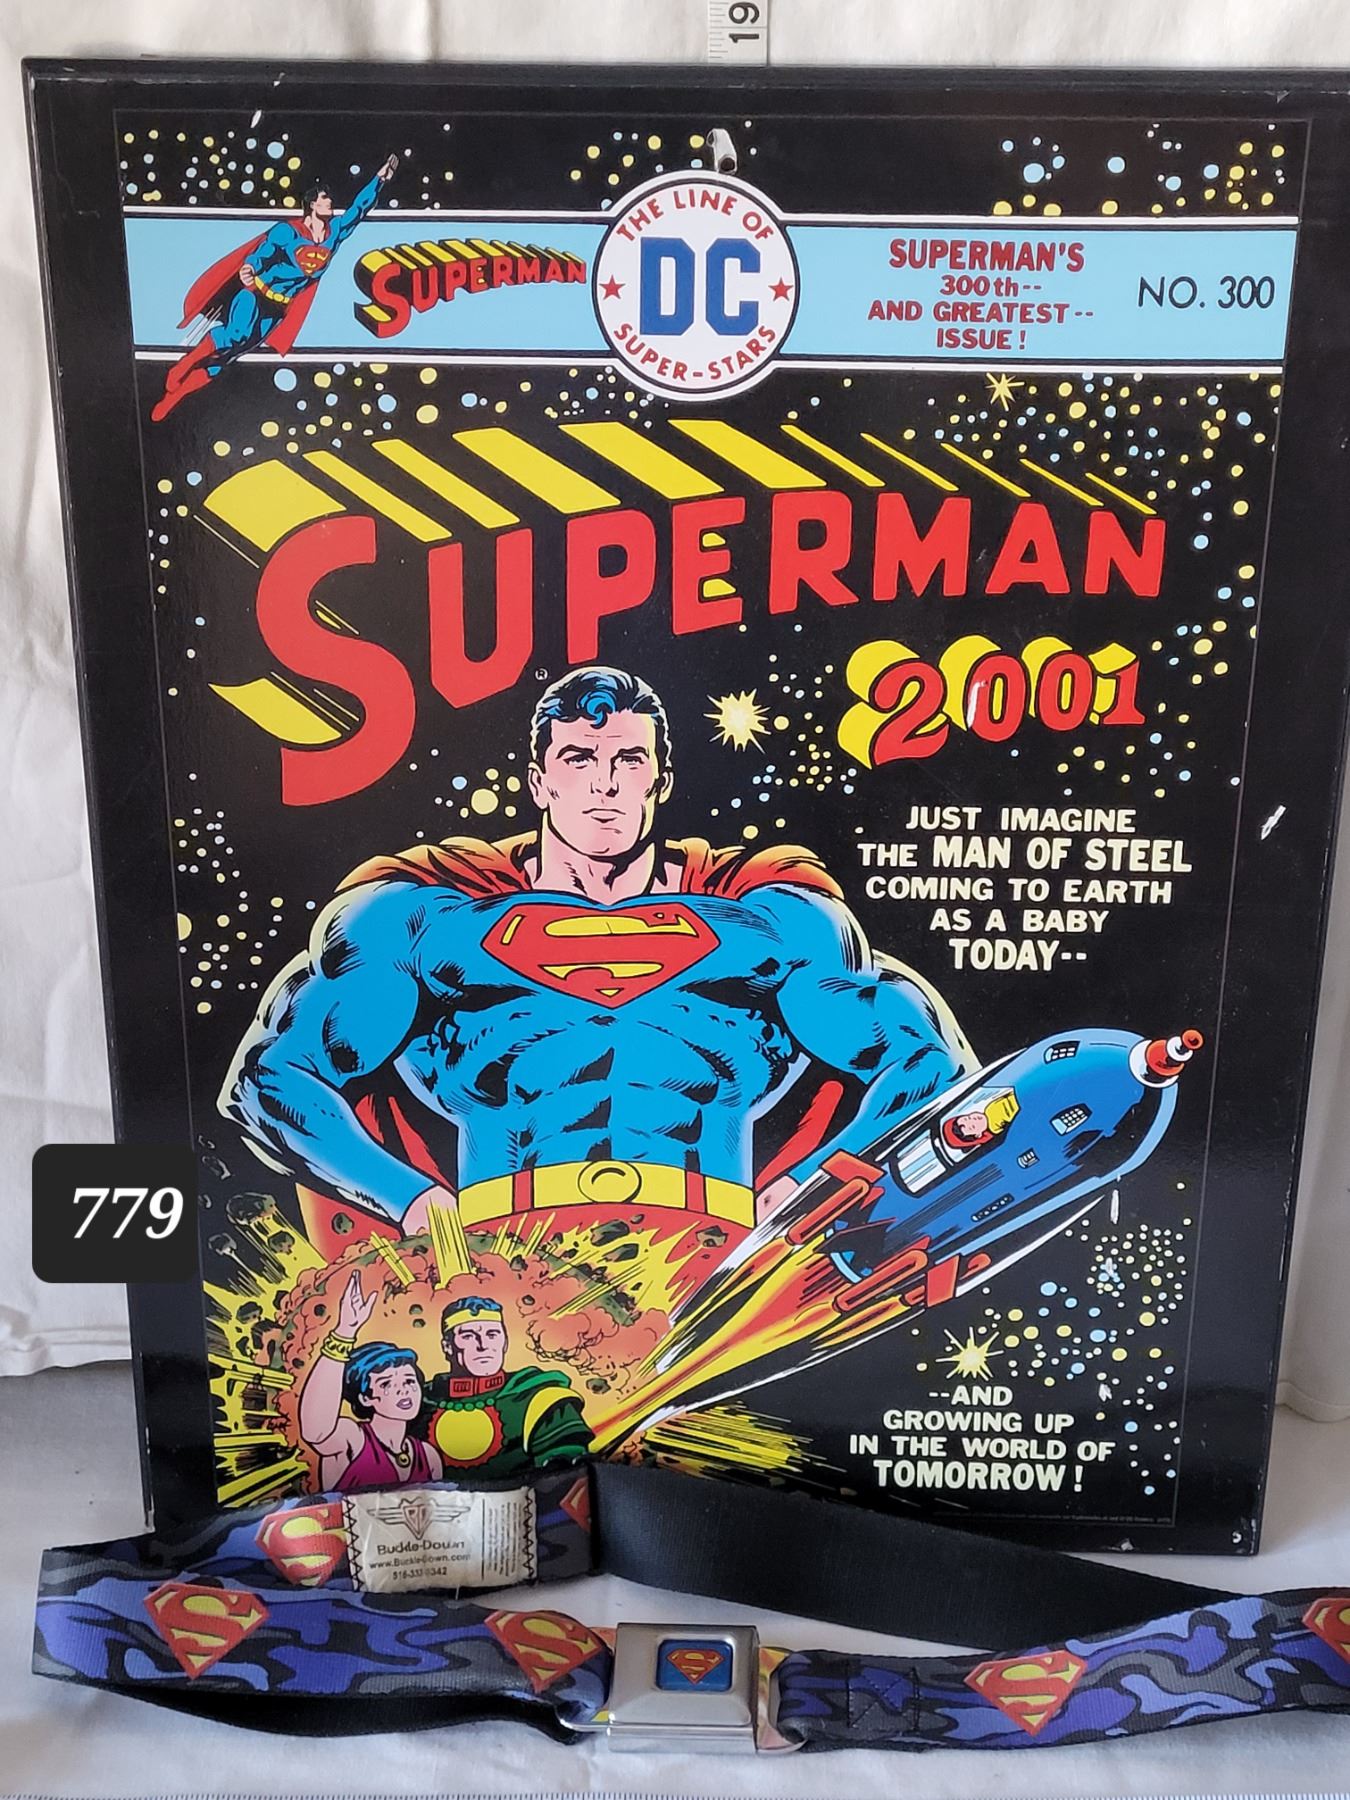 19
THE LINE OF
DC
SUPER-STARS
SUPERMAN
SUPERMAN'S
300th--
AND GREATEST--
ISSUE!
NO. 300
SUPERMAN
®
2001
JUST IMAGINE
THE MAN OF STEEL
COMING TO EARTH
AS A BABY
TODAY--
779
--AND
GROWING UP
IN THE WORLD OF
TOMORROW!
BD
Buckle-Down
www.Buckle-Down.com